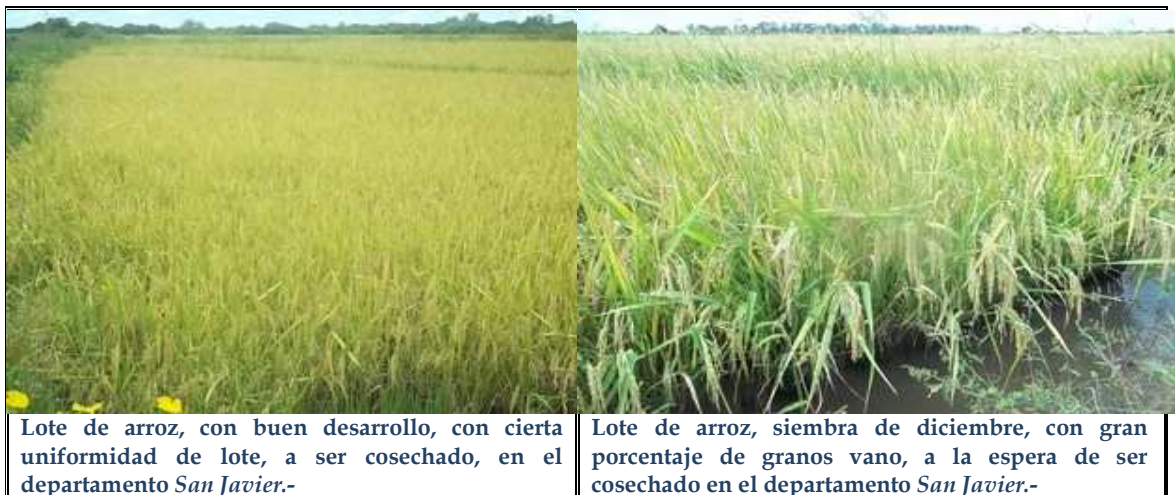 Lote de arroz, con buen desarrollo, con cierta
uniformidad de lote, a ser cosechado, en el
departamento San Javier.-
Lote de arroz, siembra de diciembre, con gran
porcentaje de granos vano, a la espera de ser
cosechado en el departamento San Javier.-